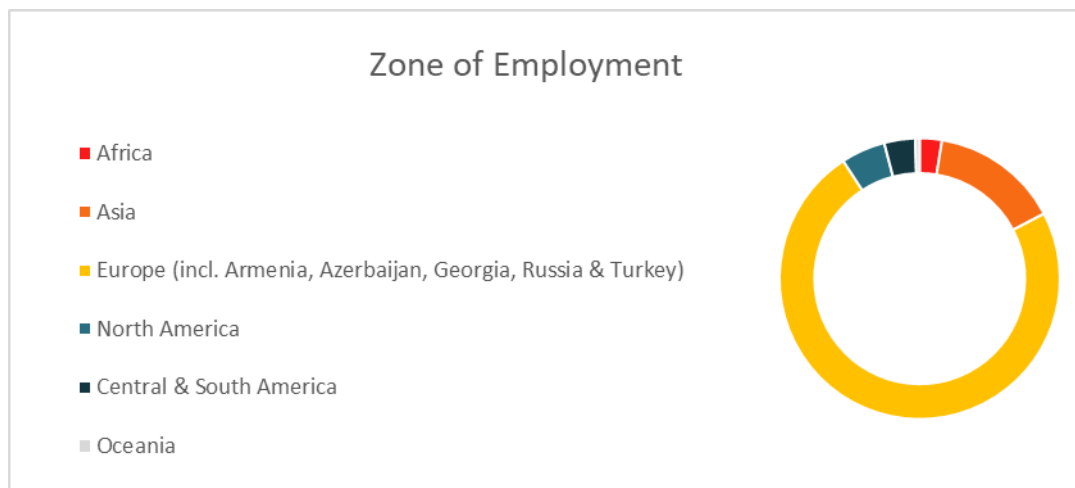 Zone of Employment
Africa
Asia
Europe (incl. Armenia, Azerbaijan, Georgia, Russia & Turkey)
North America
Central & South America
Oceania